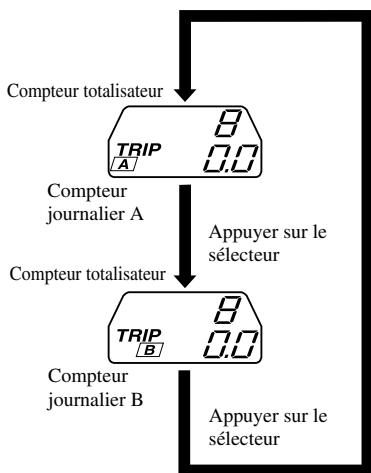 Compteur totalisateur
8
TRIP 0.0
A
Compteur
journalier A
Appuyer sur le
sélecteur
Compteur totalisateur
8
TRIP 0.0
B
Compteur
journalier B
Appuyer sur le
sélecteur